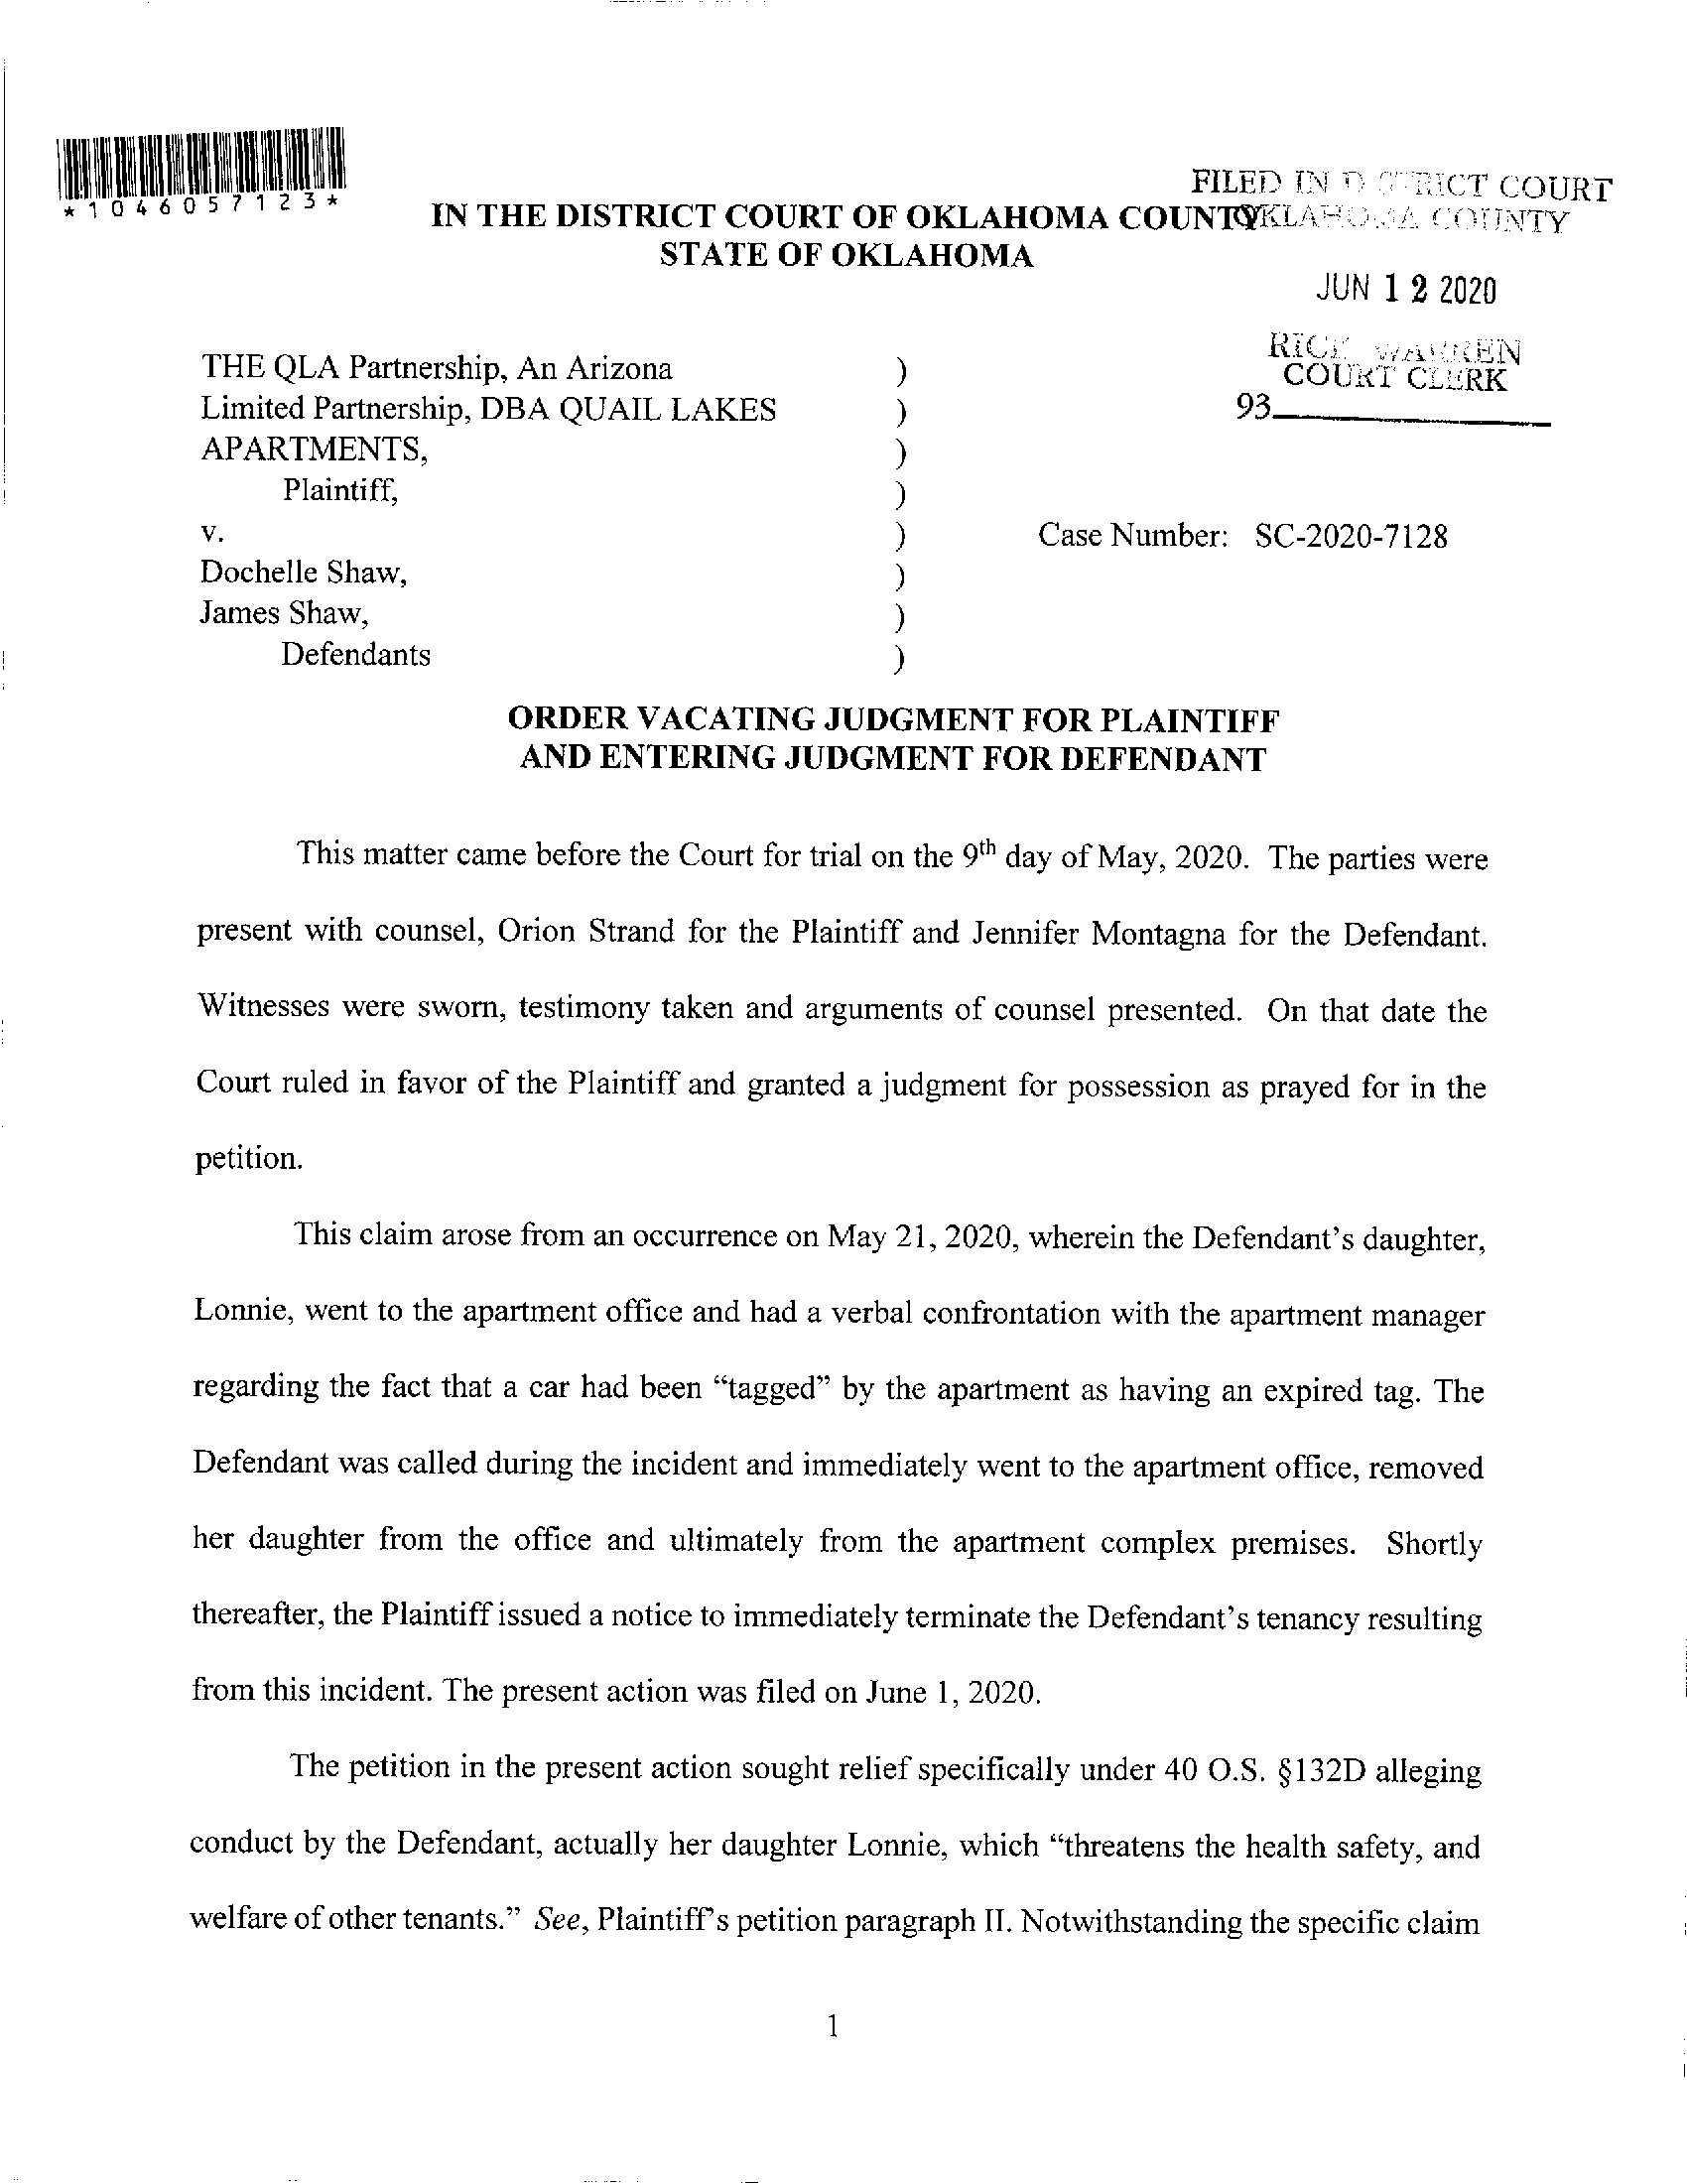 *1046057123*
FILED IN DISTRICT COURT
IN THE DISTRICT COURT OF OKLAHOMA COUNTY OKLAHOMA COUNTY
STATE OF OKLAHOMA
JUN 12 2020
RICK WARREN
COURT CLERK
93
THE QLA Partnership, An Arizona )
Limited Partnership, DBA QUAIL LAKES )
APARTMENTS, )
Plaintiff, )
v. ) Case Number: SC-2020-7128
Dochelle Shaw, )
James Shaw, )
Defendants )
ORDER VACATING JUDGMENT FOR PLAINTIFF
AND ENTERING JUDGMENT FOR DEFENDANT
This matter came before the Court for trial on the 9th day of May, 2020. The parties were
present with counsel, Orion Strand for the Plaintiff and Jennifer Montagna for the Defendant.
Witnesses were sworn, testimony taken and arguments of counsel presented. On that date the
Court ruled in favor of the Plaintiff and granted a judgment for possession as prayed for in the
petition.
This claim arose from an occurrence on May 21, 2020, wherein the Defendant's daughter,
Lonnie, went to the apartment office and had a verbal confrontation with the apartment manager
regarding the fact that a car had been “tagged” by the apartment as having an expired tag. The
Defendant was called during the incident and immediately went to the apartment office, removed
her daughter from the office and ultimately from the apartment complex premises. Shortly
thereafter, the Plaintiff issued a notice to immediately terminate the Defendant's tenancy resulting
from this incident. The present action was filed on June 1, 2020.
The petition in the present action sought relief specifically under 40 O.S. §132D alleging
conduct by the Defendant, actually her daughter Lonnie, which “threatens the health safety, and
welfare of other tenants.” See, Plaintiff's petition paragraph II. Notwithstanding the specific claim
1